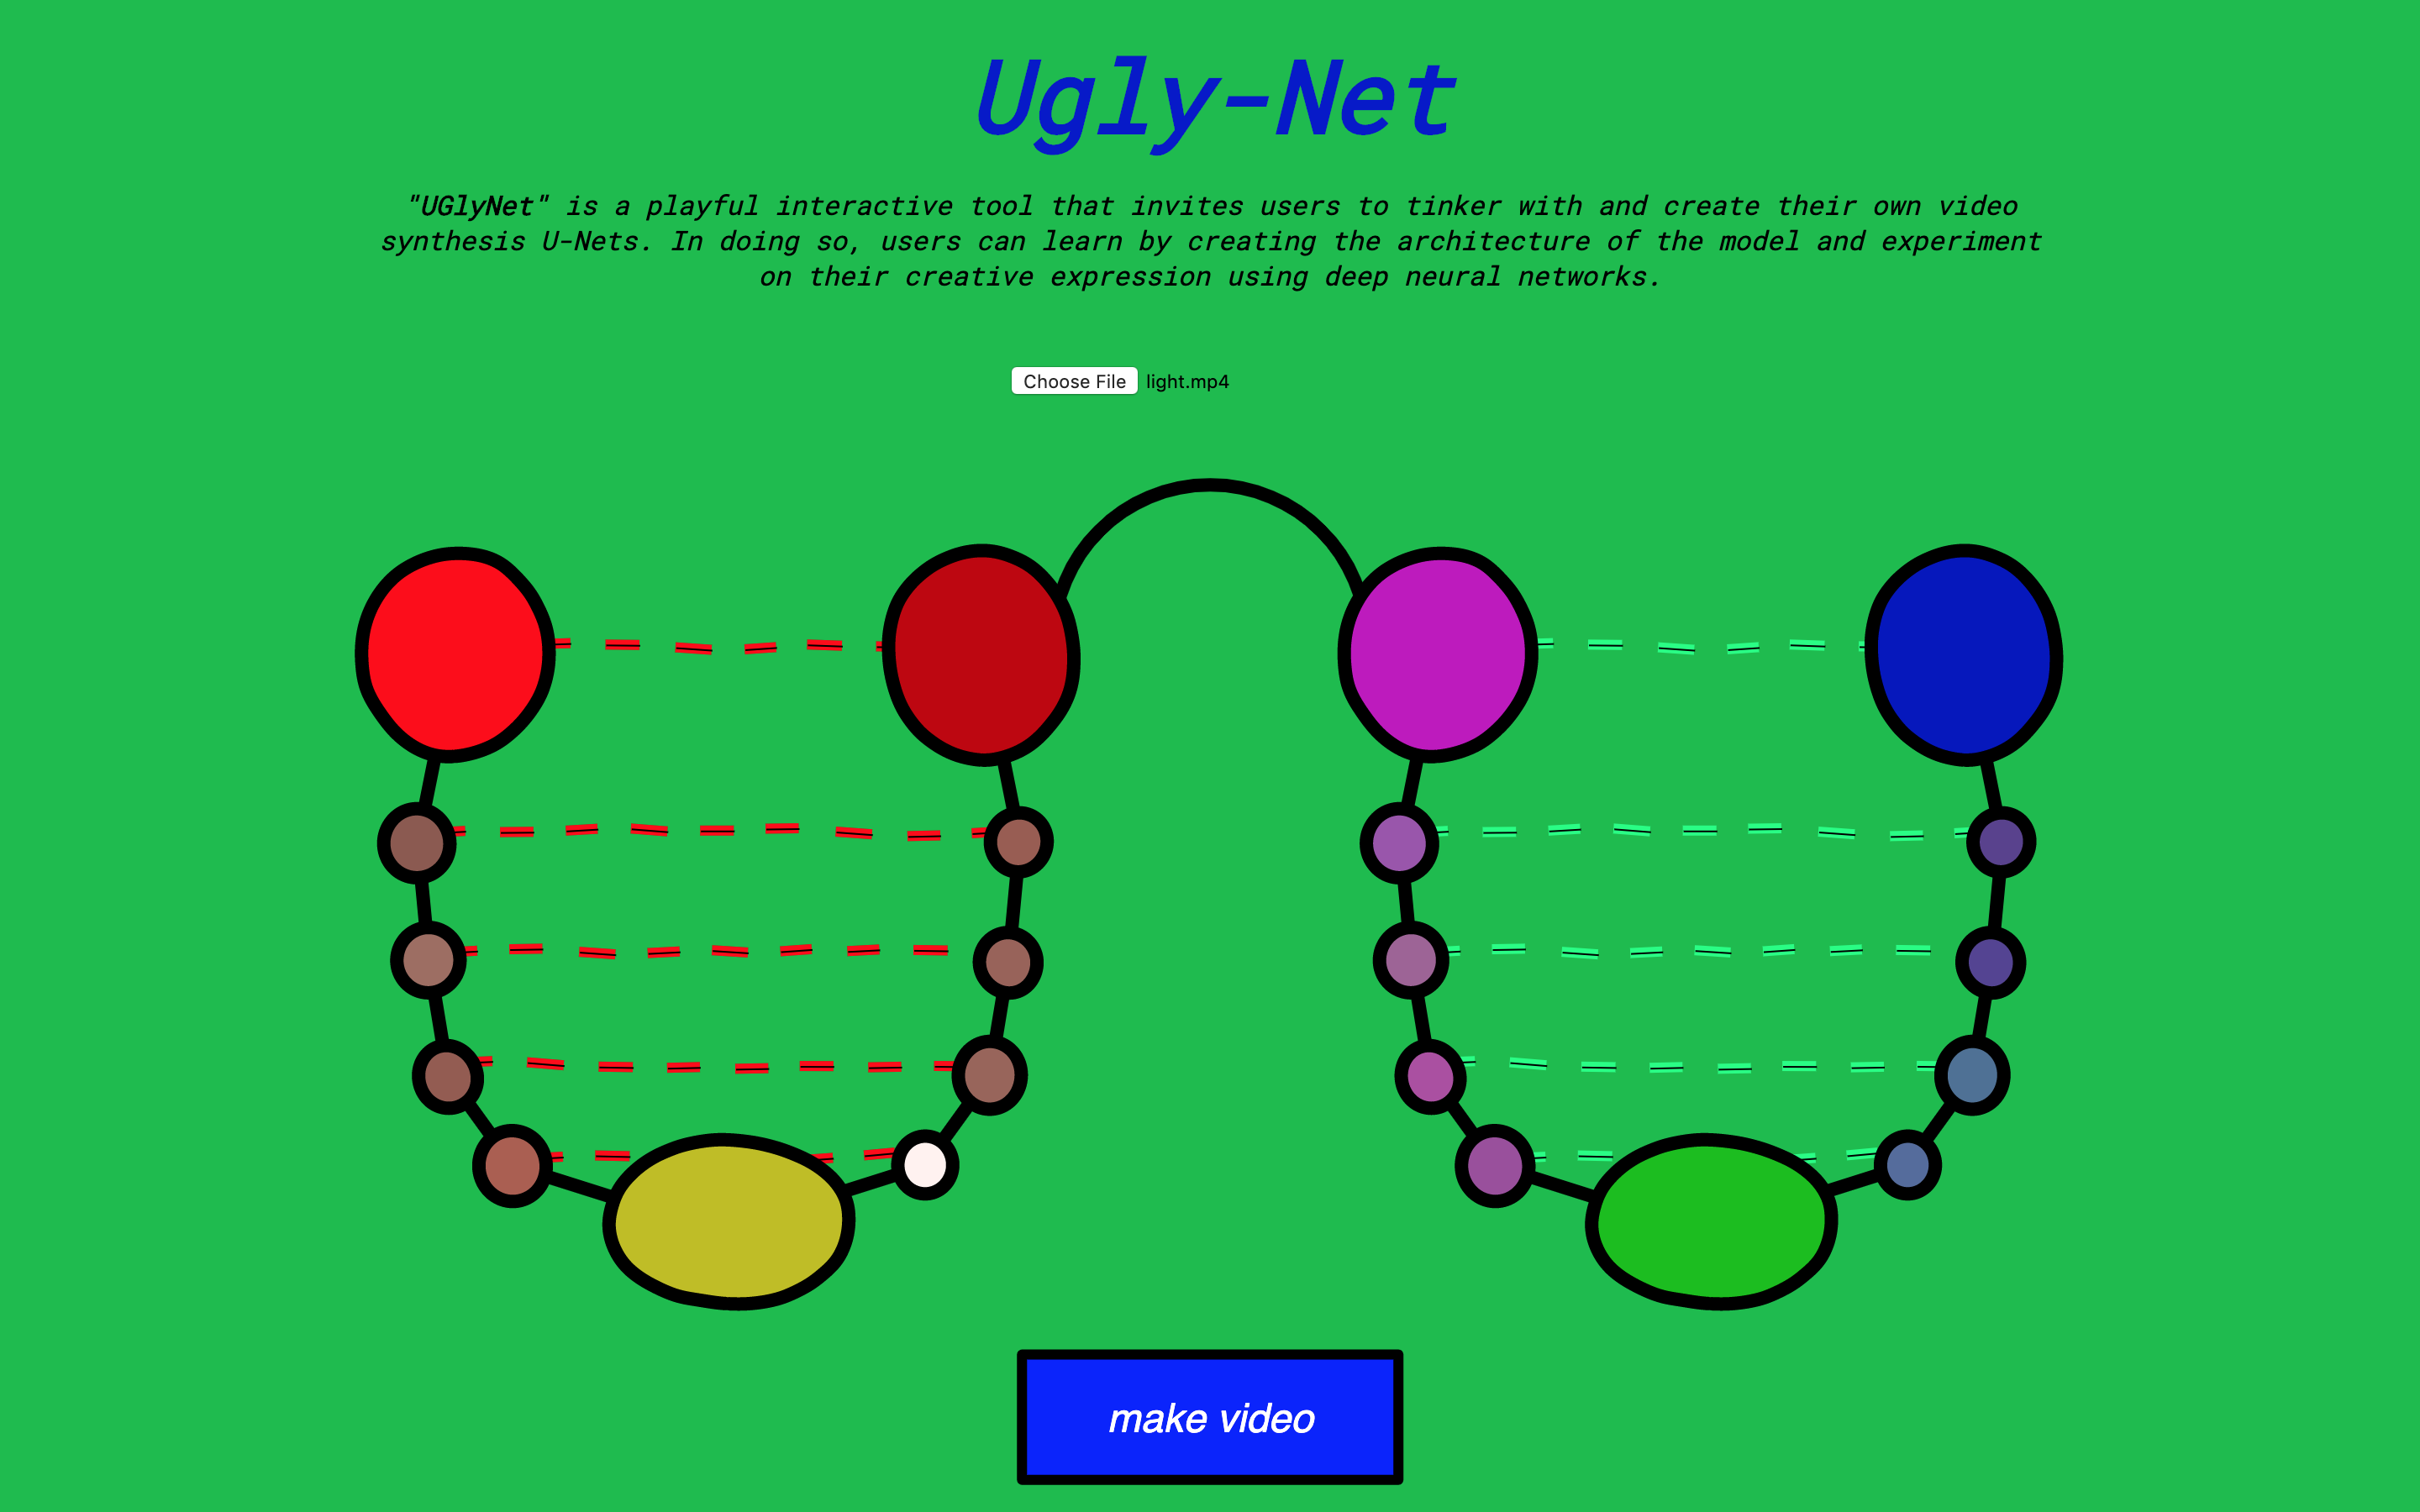 Ugly-Net
"UGlyNet" is a playful interactive tool that invites users to tinker with and create their own video
synthesis U-Nets. In doing so, users can learn by creating the architecture of the model and experiment
on their creative expression using deep neural networks.
Choose File light.mp4
make video